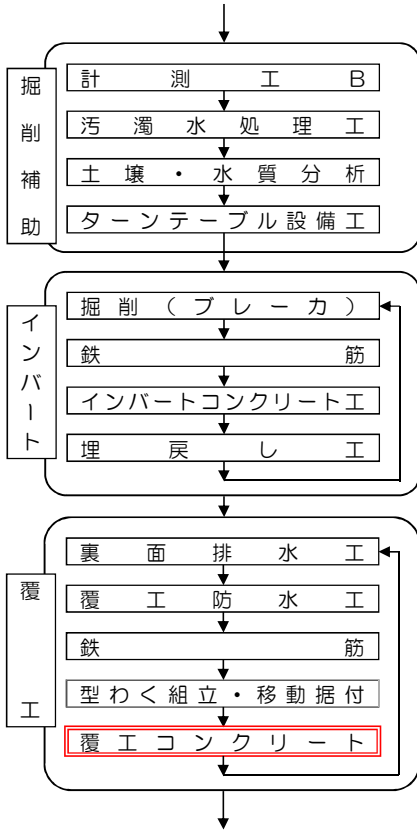 掘削補助
計測工B
汚濁水処理工
土壌・水質分析
ターンテーブル設備工
インバート
掘削(ブレーカ)
鉄筋
インバートコンクリート工
埋戻し工
覆工
裏面排水工
覆工防水工
鉄筋
型わく組立・移動据付
覆工コンクリート